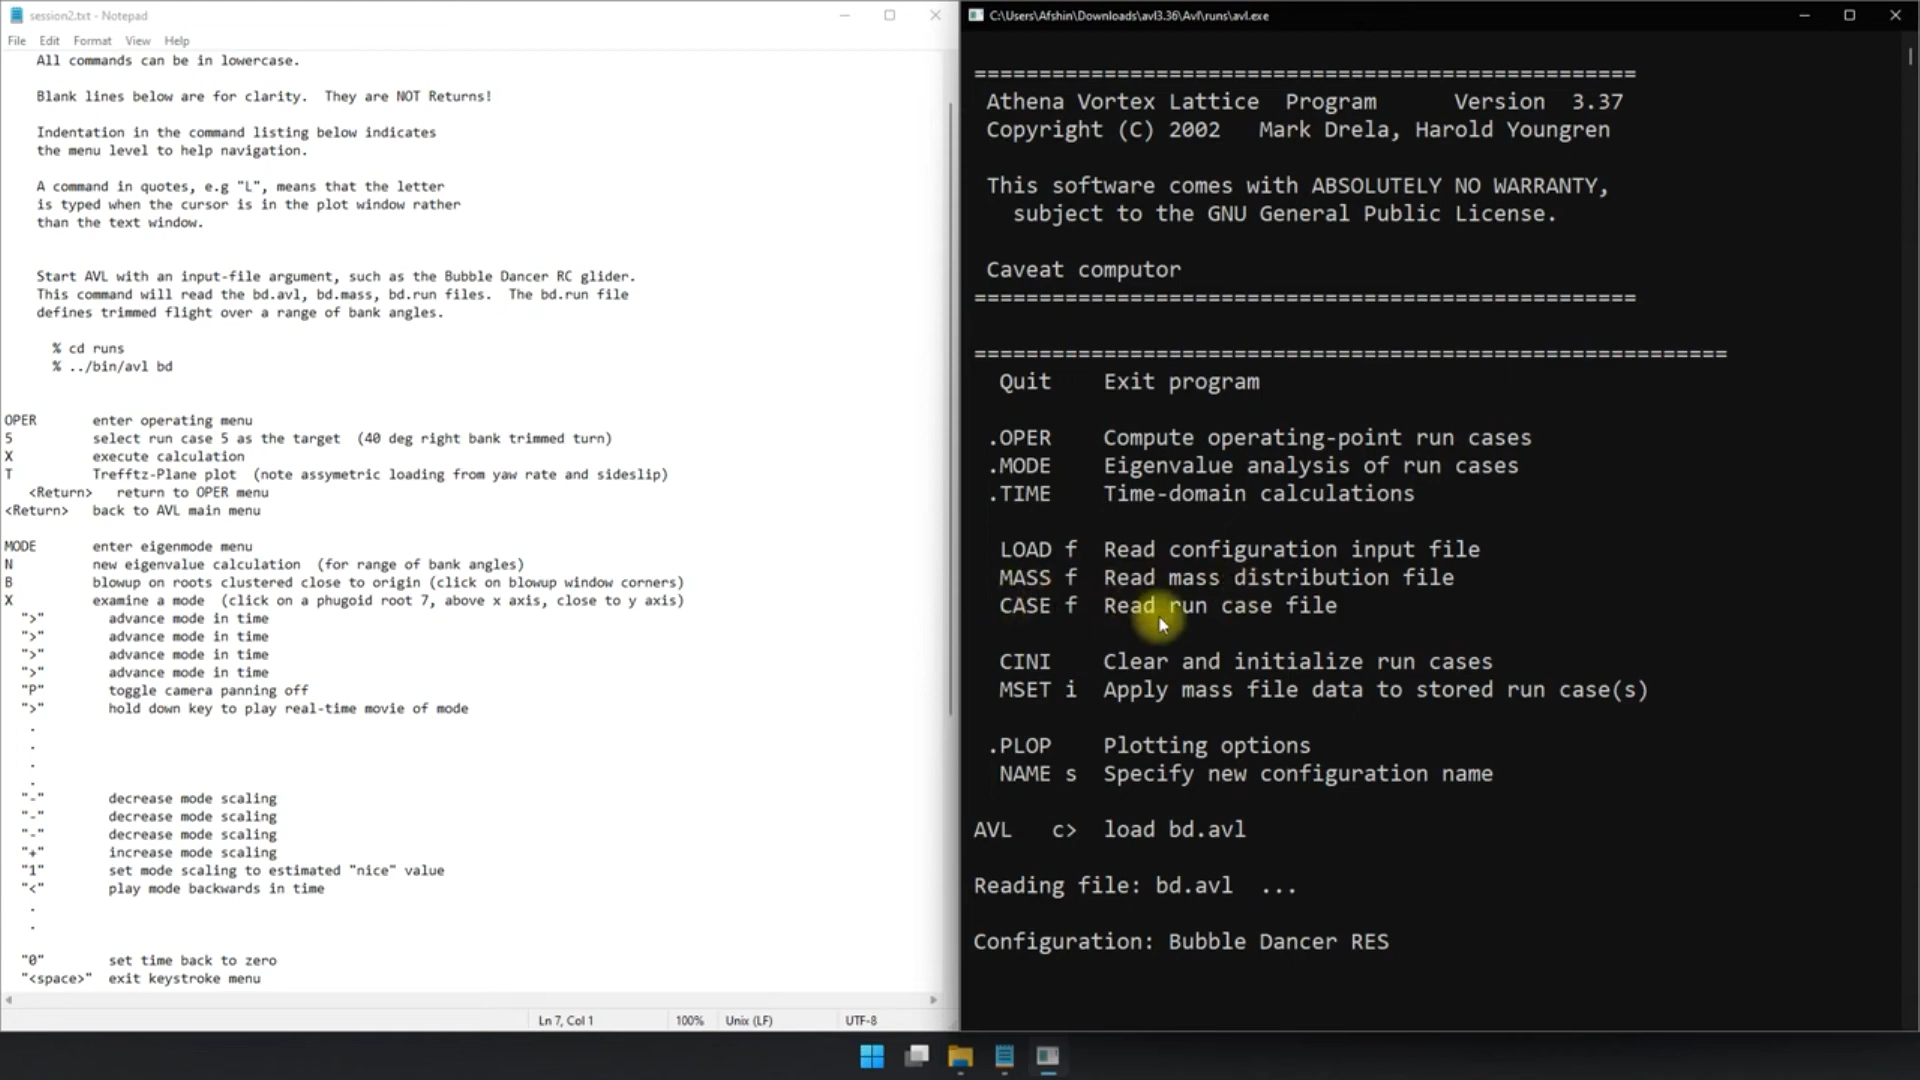 session2.txt - Notepad
File Edit Format View Help
All commands can be in lowercase.
Blank lines below are for clarity. They are NOT Returns!
Indentation in the command listing below indicates
the menu level to help navigation.
A command in quotes, e.g "L", means that the letter
is typed when the cursor is in the plot window rather
than the text window.
Start AVL with an input-file argument, such as the Bubble Dancer RC glider.
This command will read the bd.avl, bd.mass, bd.run files. The bd.run file
defines trimmed flight over a range of bank angles.
% cd runs
% ../bin/avl bd
OPER enter operating menu
5 select run case 5 as the target (40 deg right bank trimmed turn)
X execute calculation
T Trefftz-Plane plot (note assymetric loading from yaw rate and sideslip)
<Return> return to OPER menu
<Return> back to AVL main menu
MODE enter eigenmode menu
N new eigenvalue calculation (for range of bank angles)
B blowup on roots clustered close to origin (click on blowup window corners)
X examine a mode (click on a phugoid root 7, above x axis, close to y axis)
">" advance mode in time
">" advance mode in time
">" advance mode in time
">" advance mode in time
"P" toggle camera panning off
">" hold down key to play real-time movie of mode
.
.
.
.
"-" decrease mode scaling
"-" decrease mode scaling
"-" decrease mode scaling
"+" increase mode scaling
"1" set mode scaling to estimated "nice" value
"<" play mode backwards in time
.
.
"0" set time back to zero
"<space>" exit keystroke menu
Ln 7, Col 1 100% Unix (LF) UTF-8
C:\Users\Afshin\Downloads\avl3.36\Avl\runs\avl.exe
===================================================
Athena Vortex Lattice Program Version 3.37
Copyright (C) 2002 Mark Drela, Harold Youngren
This software comes with ABSOLUTELY NO WARRANTY,
subject to the GNU General Public License.
Caveat computor
===================================================
==========================================================
Quit Exit program
.OPER Compute operating-point run cases
.MODE Eigenvalue analysis of run cases
.TIME Time-domain calculations
LOAD f Read configuration input file
MASS f Read mass distribution file
CASE f Read run case file
CINI Clear and initialize run cases
MSET i Apply mass file data to stored run case(s)
.PLOP Plotting options
NAME s Specify new configuration name
AVL c> load bd.avl
Reading file: bd.avl ...
Configuration: Bubble Dancer RES